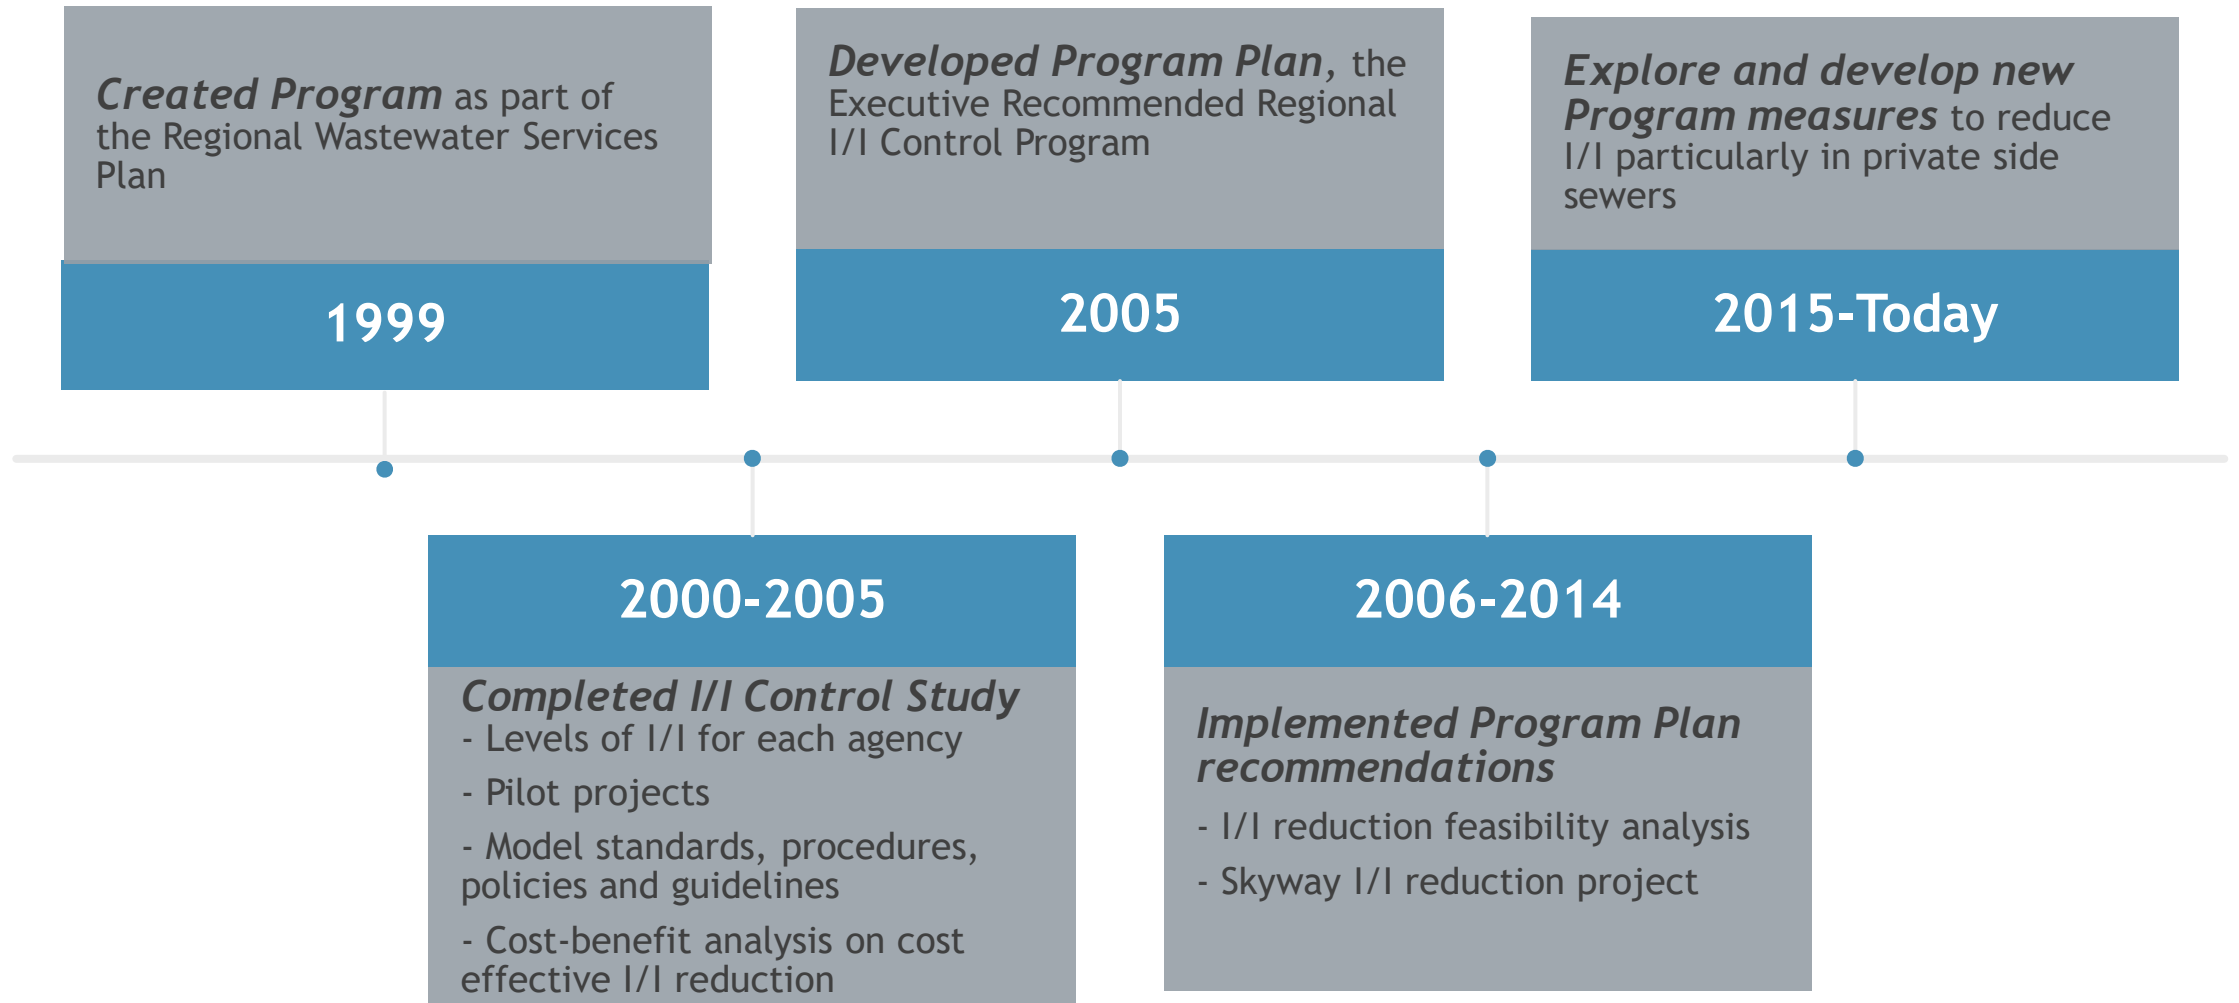 Created Program as part of
the Regional Wastewater Services
Plan
1999
2000-2005
Completed I/I Control Study
- Levels of I/I for each agency
- Pilot projects
- Model standards, procedures,
policies and guidelines
- Cost-benefit analysis on cost
effective I/I reduction
Developed Program Plan, the
Executive Recommended Regional
I/I Control Program
2005
2006-2014
Implemented Program Plan
recommendations
- I/I reduction feasibility analysis
- Skyway I/I reduction project
Explore and develop new
Program measures to reduce
I/I particularly in private side
sewers
2015-Today